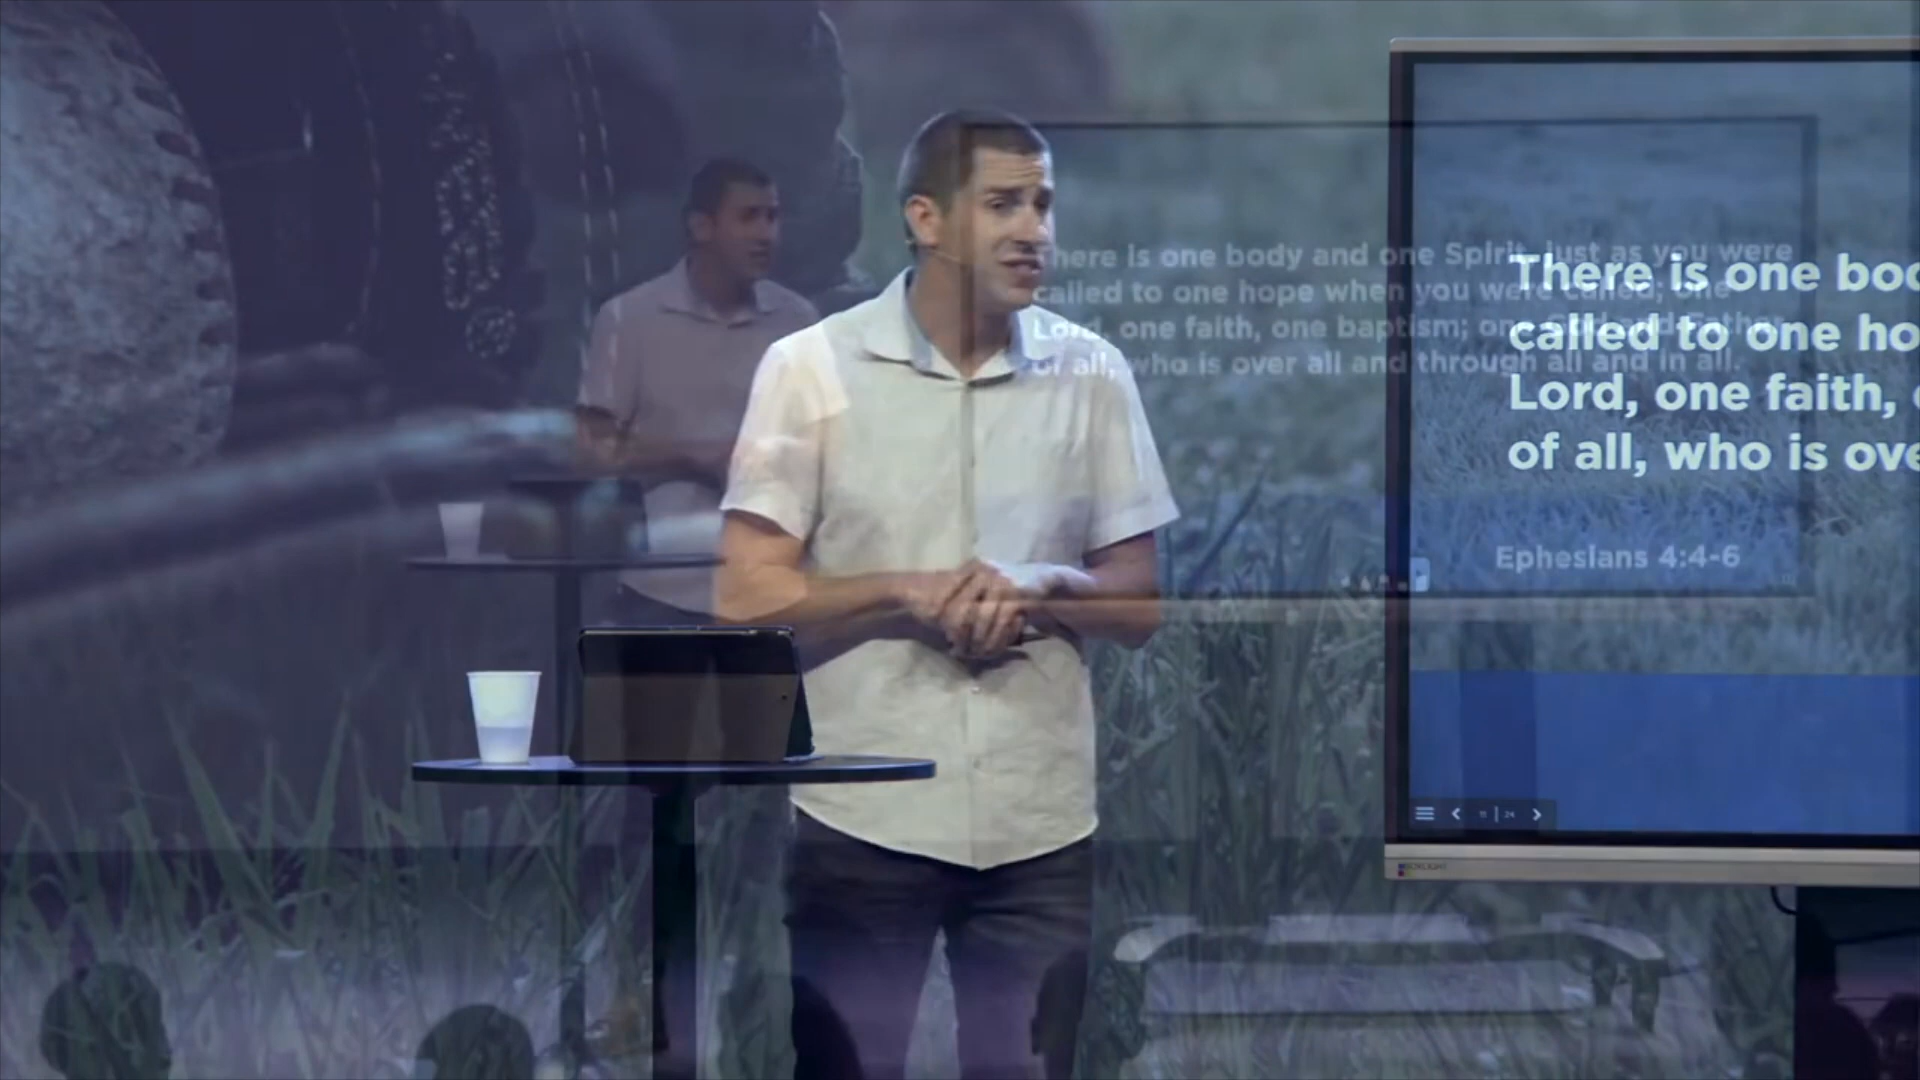 There is one body and one Spirit, just as you were
called to one hope when you were called; one
Lord, one faith, one baptism; one God and Father
of all, who is over all and through all and in all.
Ephesians 4:4-6
There is one bod
called to one ho
Lord, one faith,
of all, who is ove
11 | 24
BOXLIGHT